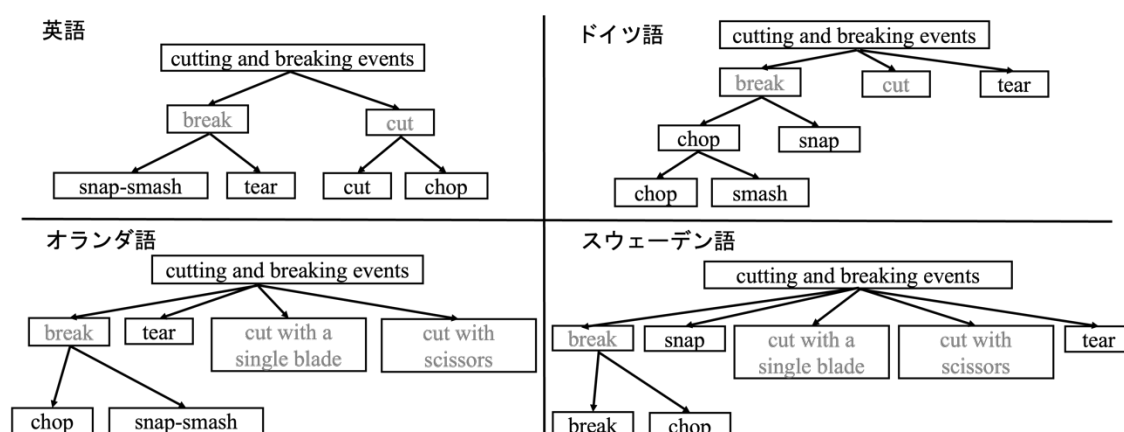 英語
cutting and breaking events
break
cut
snap-smash
tear
cut
chop
ドイツ語
cutting and breaking events
break
cut
tear
chop
snap
chop
smash
オランダ語
cutting and breaking events
break
tear
cut with a
single blade
cut with
scissors
chop
snap-smash
スウェーデン語
cutting and breaking events
break
snap
cut with a
single blade
cut with
scissors
tear
break
chop